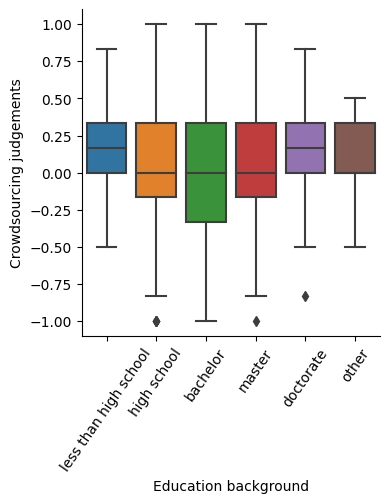 1.00
0.75
0.50
0.25
0.00
−0.25
−0.50
−0.75
−1.00
Crowdsourcing judgements
less than high school
high school
bachelor
master
doctorate
other
Education background